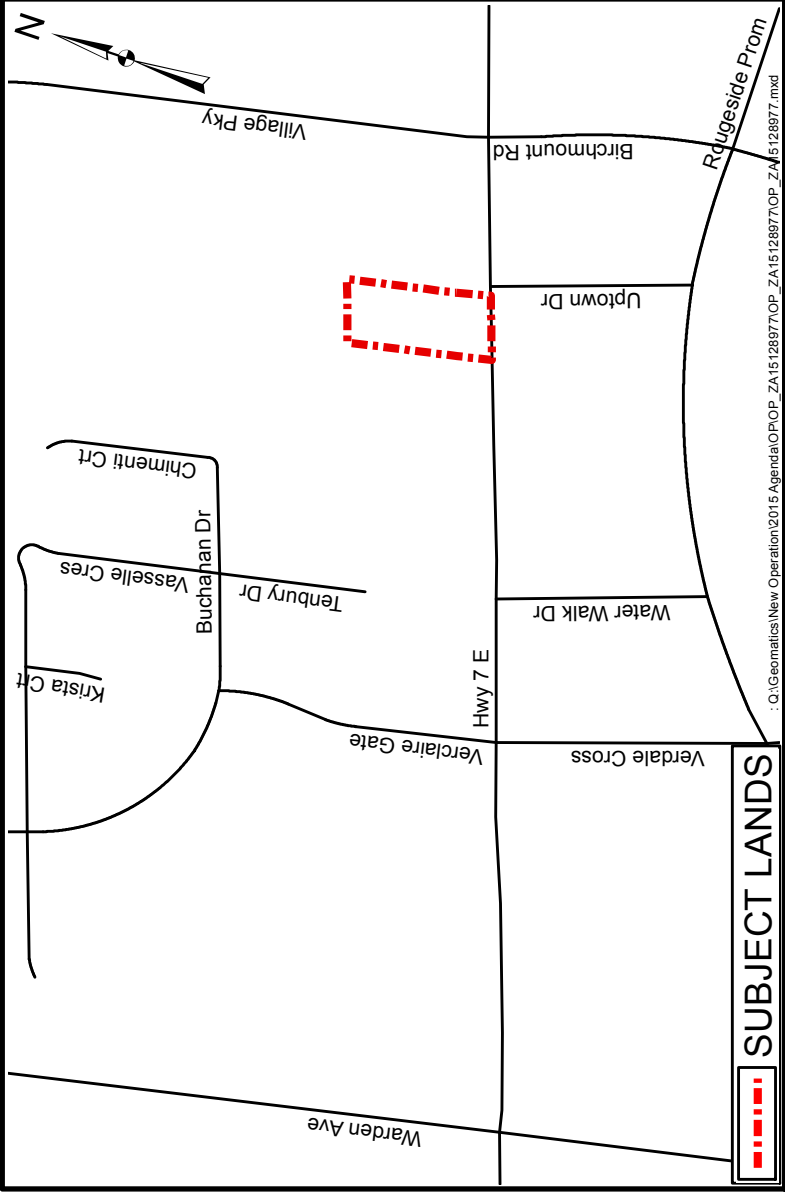 N
Village Pky
Birchmount Rd
Rougeside Prom
Uptown Dr
Chimenti Crt
Buchanan Dr
Vasselle Cres
Tenbury Dr
Water Walk Dr
Krista Crt
Hwy 7 E
Verclaire Gate
Verdale Cross
Warden Ave
SUBJECT LANDS
: Q:\Geomatics\New Operation\2015 Agenda\OP\OP_ZA15128977\OP_ZA15128977.mxd